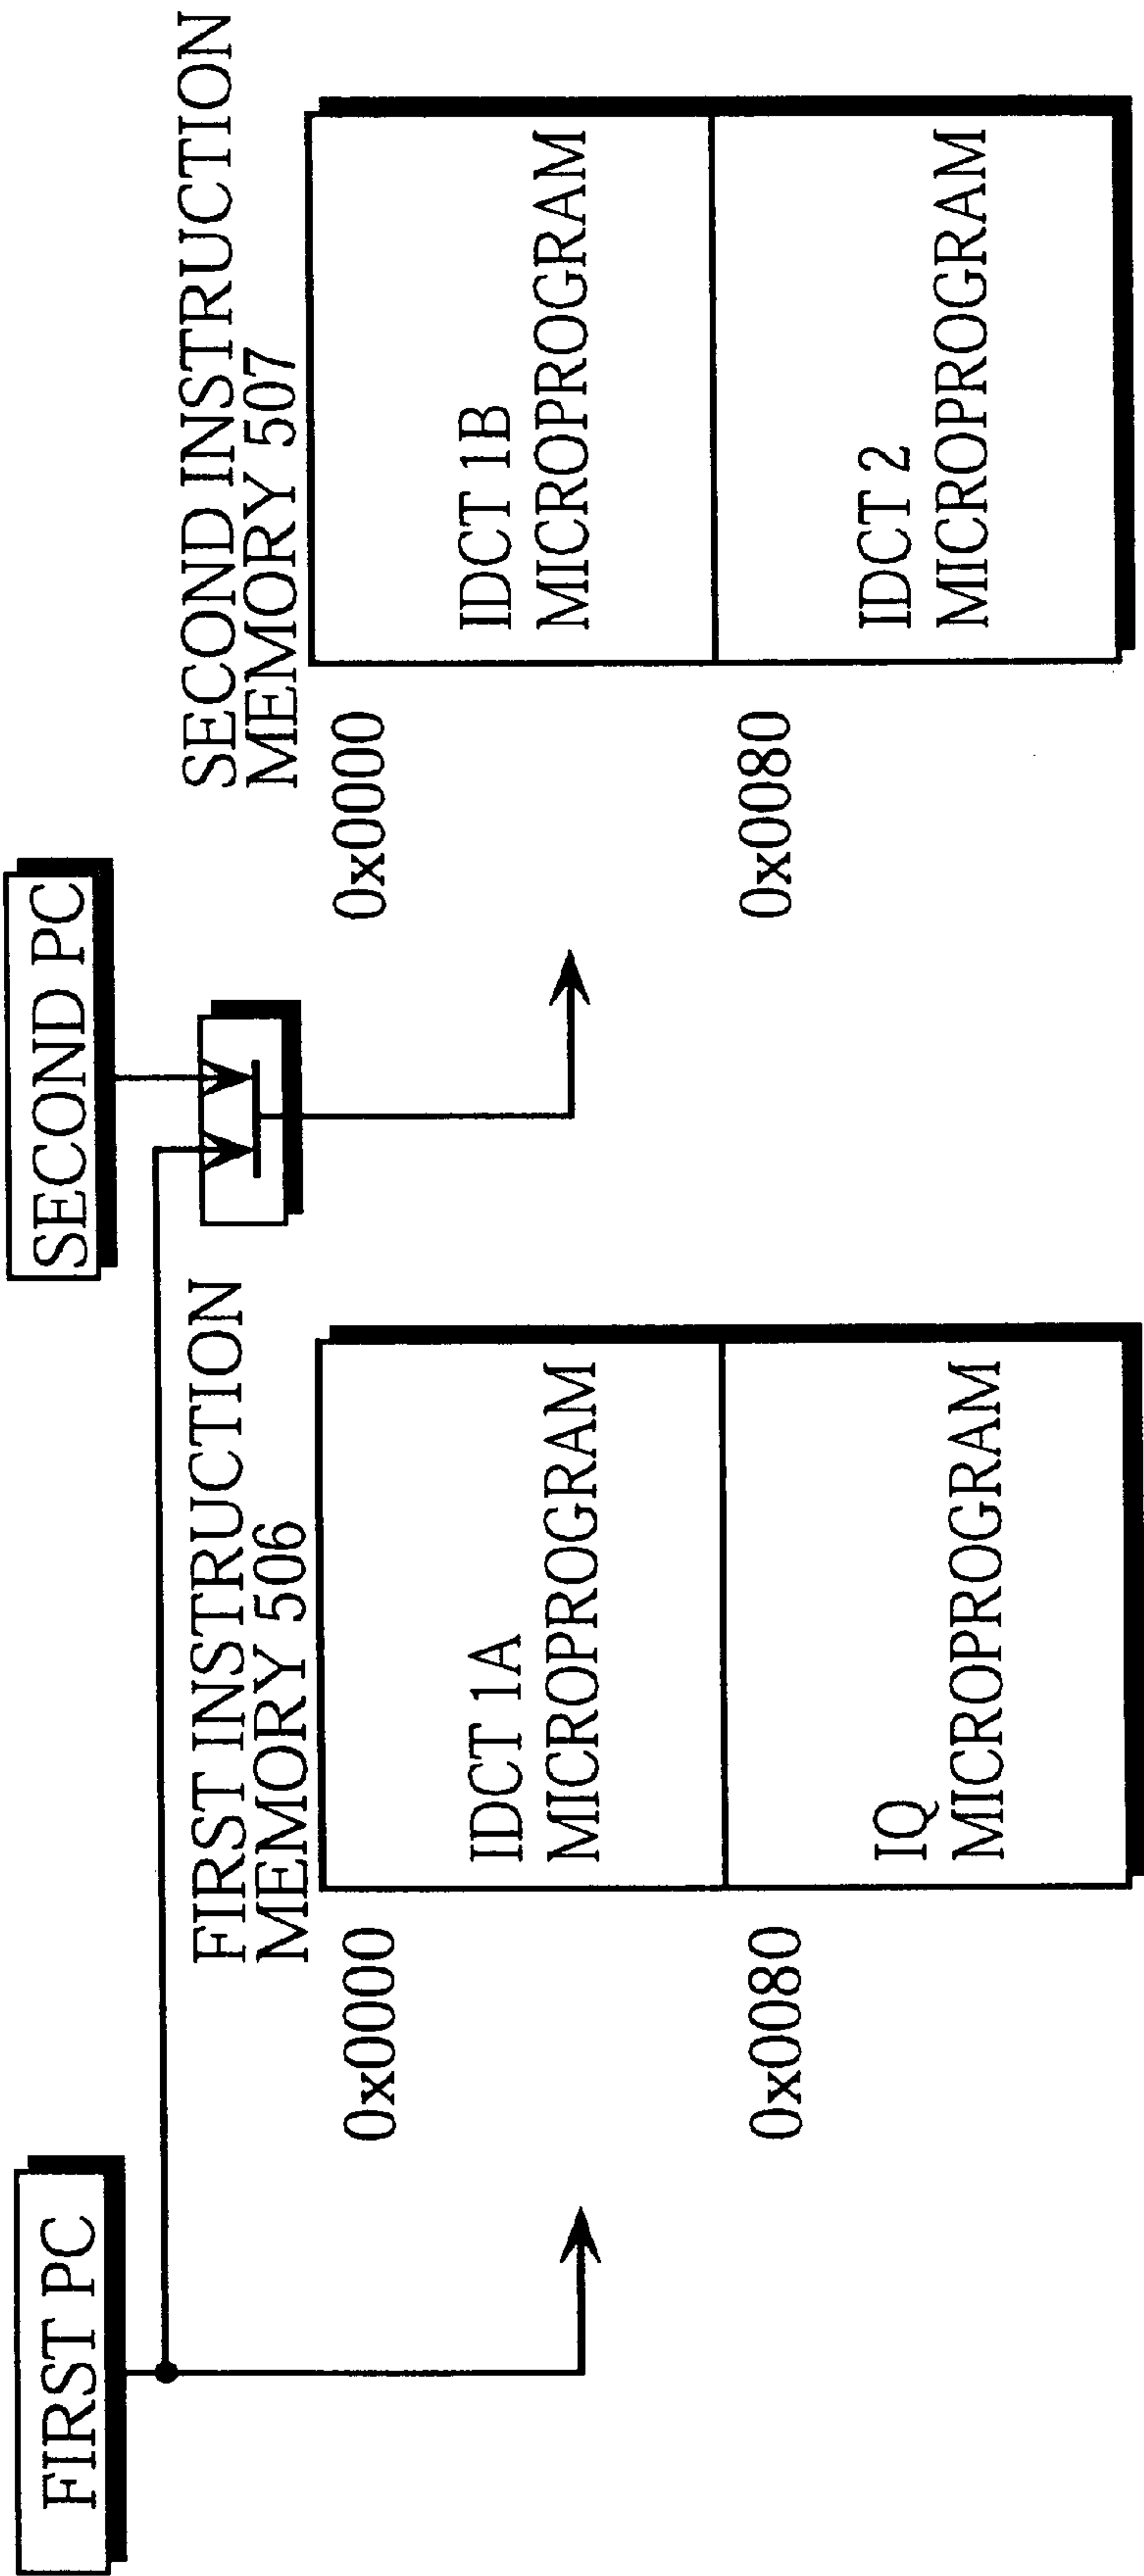 FIRST PC
SECOND PC
FIRST INSTRUCTION
MEMORY 506
0x0000
IDCT 1A
MICROPROGRAM
0x0080
IQ
MICROPROGRAM
SECOND INSTRUCTION
MEMORY 507
0x0000
IDCT 1B
MICROPROGRAM
0x0080
IDCT 2
MICROPROGRAM